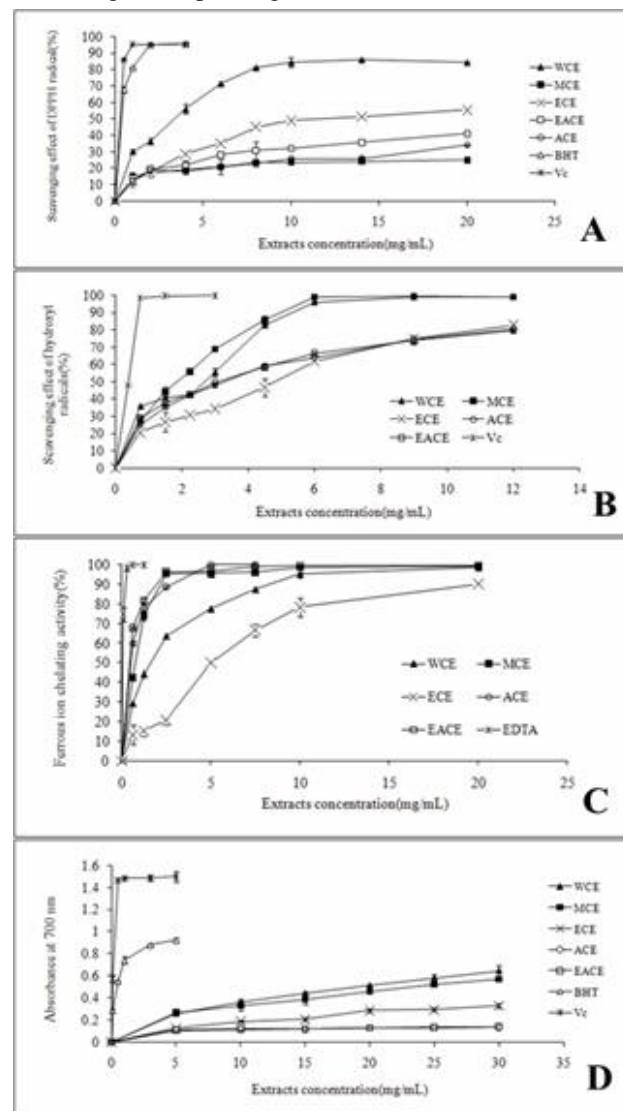 Scavenging effect of DPPH radical(%)
100
90
80
70
60
50
40
30
20
10
0
0 5 10 15 20 25
Extracts concentration(mg/mL)
WCE
MCE
ECE
EACE
ACE
BHT
Vc
A
Scavenging effect of hydroxyl
radicals(%)
100
90
80
70
60
50
40
30
20
10
0
0 2 4 6 8 10 12 14
Extracts concentration(mg/mL)
WCE MCE
ECE ACE
EACE Vc
B
Ferrous ion chelating activity(%)
100
90
80
70
60
50
40
30
20
10
0
0 5 10 15 20 25
Extracts concentration(mg/mL)
WCE MCE
ECE ACE
EACE EDTA
C
Absorbance at 700 nm
1.6
1.4
1.2
1
0.8
0.6
0.4
0.2
0
0 5 10 15 20 25 30 35
Extracts concentration(mg/mL)
WCE
MCE
ECE
ACE
EACE
BHT
Vc
D